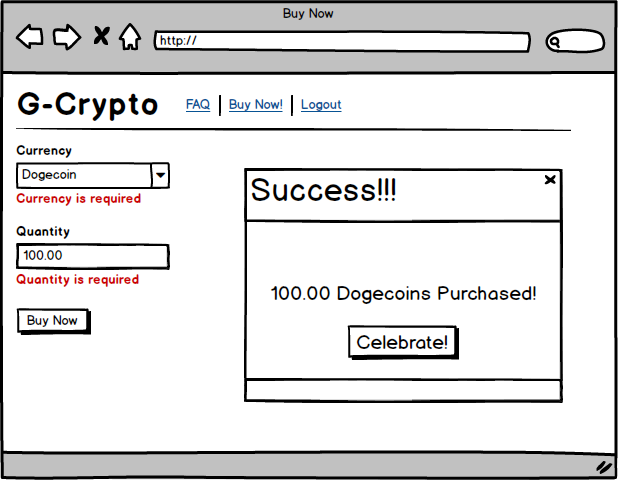 Buy Now
http://
G-Crypto
FAQ Buy Now! Logout
Currency
Dogecoin
Currency is required
Quantity
100.00
Quantity is required
Buy Now
Success!!!
100.00 Dogecoins Purchased!
Celebrate!